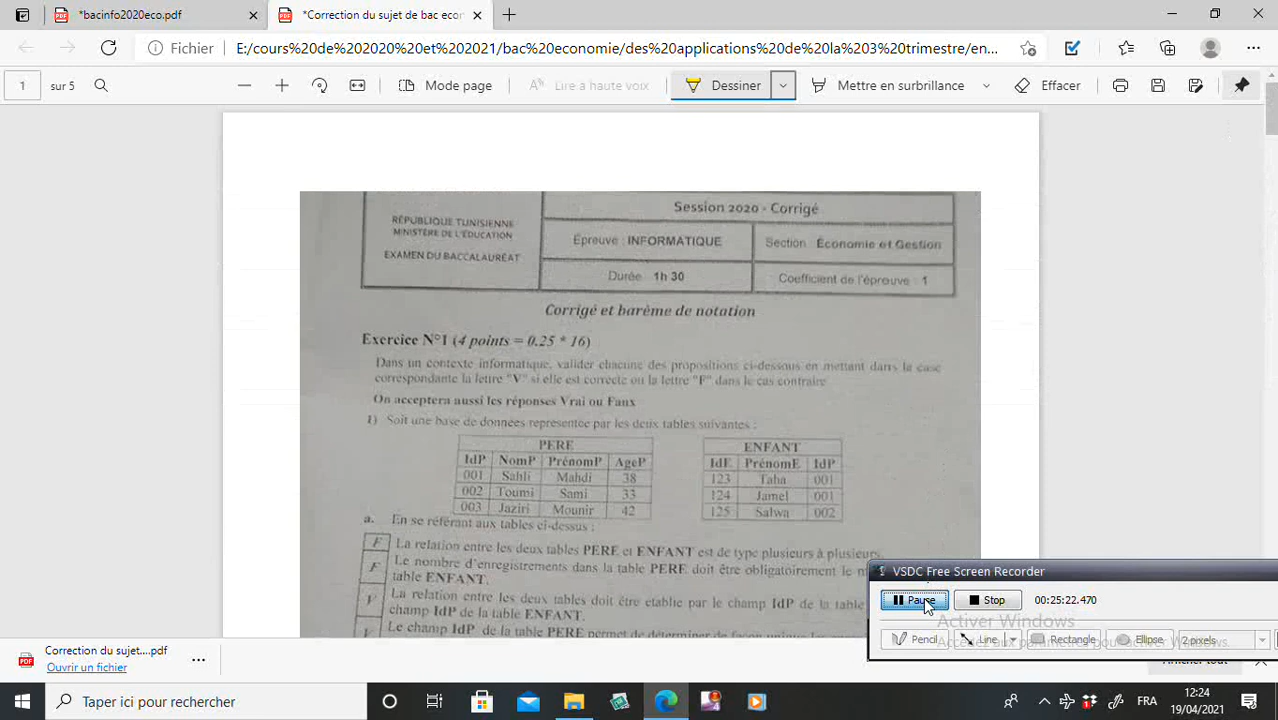 *bacinfo2020eco.pdf
*Correction du sujet de bac econ
Fichier
E:/cours%20de%202020%20et%202021/bac%20economie/des%20applications%20de%20la%203%20trimestre/en...
1 sur 5
Mode page
Lire à haute voix
Dessiner
Mettre en surbrillance
Effacer
RÉPUBLIQUE TUNISIENNE
MINISTÈRE DE L'ÉDUCATION
EXAMEN DU BACCALAURÉAT
Session 2020 - Corrigé
Épreuve : INFORMATIQUE
Section : Économie et Gestion
Durée 1h 30
Coefficient de l'épreuve : 1
Corrigé et barème de notation
Exercice N°1 (4 points = 0.25 * 16)
Dans un contexte informatique, valider chacune des propositions ci-dessous en mettant dans la case
correspondante la lettre "V" si elle est correcte ou la lettre "F" dans le cas contraire
On acceptera aussi les réponses Vrai ou Faux
1) Soit une base de données représentée par les deux tables suivantes :
PERE
IdP NomP PrénomP AgeP
001 Sahli Mahdi 38
002 Toumi Sami 33
003 Jaziri Mounir 42
ENFANT
IdE PrénomE IdP
123 Taha 001
124 Jamel 001
125 Salwa 002
a. En se référant aux tables ci-dessus :
F La relation entre les deux tables PERE et ENFANT est de type plusieurs à plusieurs.
F Le nombre d'enregistrements dans la table PERE doit être obligatoirement le
table ENFANT.
V La relation entre les deux tables doit être établie par le champ IdP de la table
champ IdP de la table ENFANT.
Le champ IdP de la table PERE permet de déterminer de façon unique les
VSDC Free Screen Recorder
Pause
Stop
00:25:22.470
Activer Windows
Accédez aux paramètres pour activer Windows.
Pencil
Line
Rectangle
Ellipse
2 pixels
Correction du sujet....pdf
Ouvrir un fichier
Afficher tout
Taper ici pour rechercher
4
FRA
12:24
19/04/2021